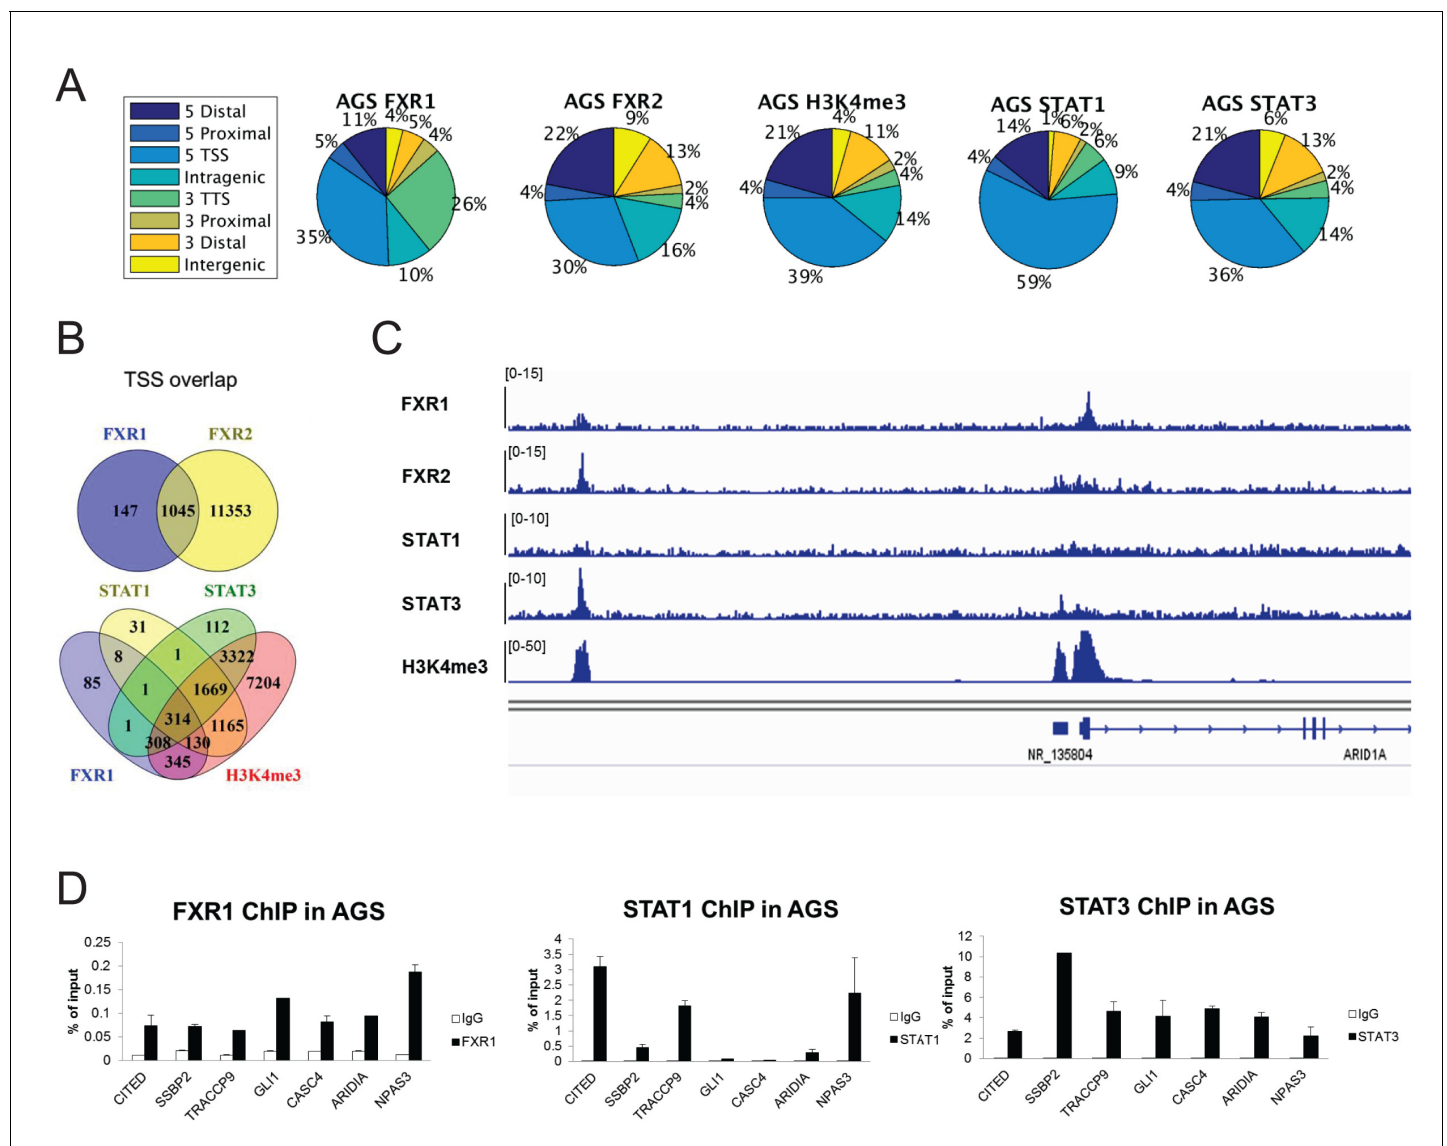 A
5 Distal
5 Proximal
5 TSS
Intragenic
3 TTS
3 Proximal
3 Distal
Intergenic
AGS FXR1
11% 4% 5% 4% 26% 10% 35% 5%
AGS FXR2
22% 9% 13% 2% 4% 16% 30% 4%
AGS H3K4me3
21% 4% 11% 2% 4% 14% 39% 4%
AGS STAT1
14% 1% 6% 2% 6% 9% 59% 4%
AGS STAT3
21% 6% 13% 2% 4% 14% 36% 4%
B
TSS overlap
FXR1 FXR2
147 1045 11353
STAT1 STAT3
31 112
8 1 3322
85 1 1669 7204
1 314 1165
308 130
345
FXR1 H3K4me3
C
[0-15]
FXR1
[0-15]
FXR2
[0-10]
STAT1
[0-10]
STAT3
[0-50]
H3K4me3
NR_135804 ARID1A
D
FXR1 ChIP in AGS
% of input
0.25
0.2
0.15
0.1
0.05
0
CITED SSBP2 TRACCP9 GLI1 CASC4 ARIDIA NPAS3
IgG
FXR1
STAT1 ChIP in AGS
% of input
4
3.5
3
2.5
2
1.5
1
0.5
0
CITED SSBP2 TRACCP9 GLI1 CASC4 ARIDIA NPAS3
IgG
STAT1
STAT3 ChIP in AGS
% of input
12
10
8
6
4
2
0
CITED SSBP2 TRACCP9 GLI1 CASC4 ARIDIA NPAS3
IgG
STAT3